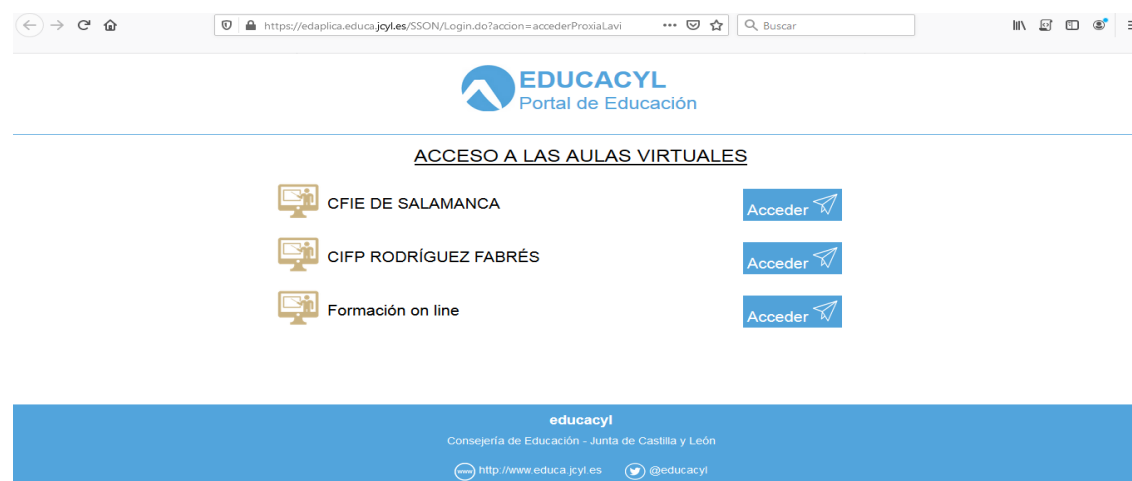 https://edaplica.educa.jcyl.es/SSON/Login.do?accion=accederProxiaLavi
Buscar
EDUCACYL
Portal de Educación
ACCESO A LAS AULAS VIRTUALES
CFIE DE SALAMANCA
Acceder
CIFP RODRÍGUEZ FABRÉS
Acceder
Formación on line
Acceder
educacyl
Consejería de Educación - Junta de Castilla y León
www http://www.educa.jcyl.es @educacyl